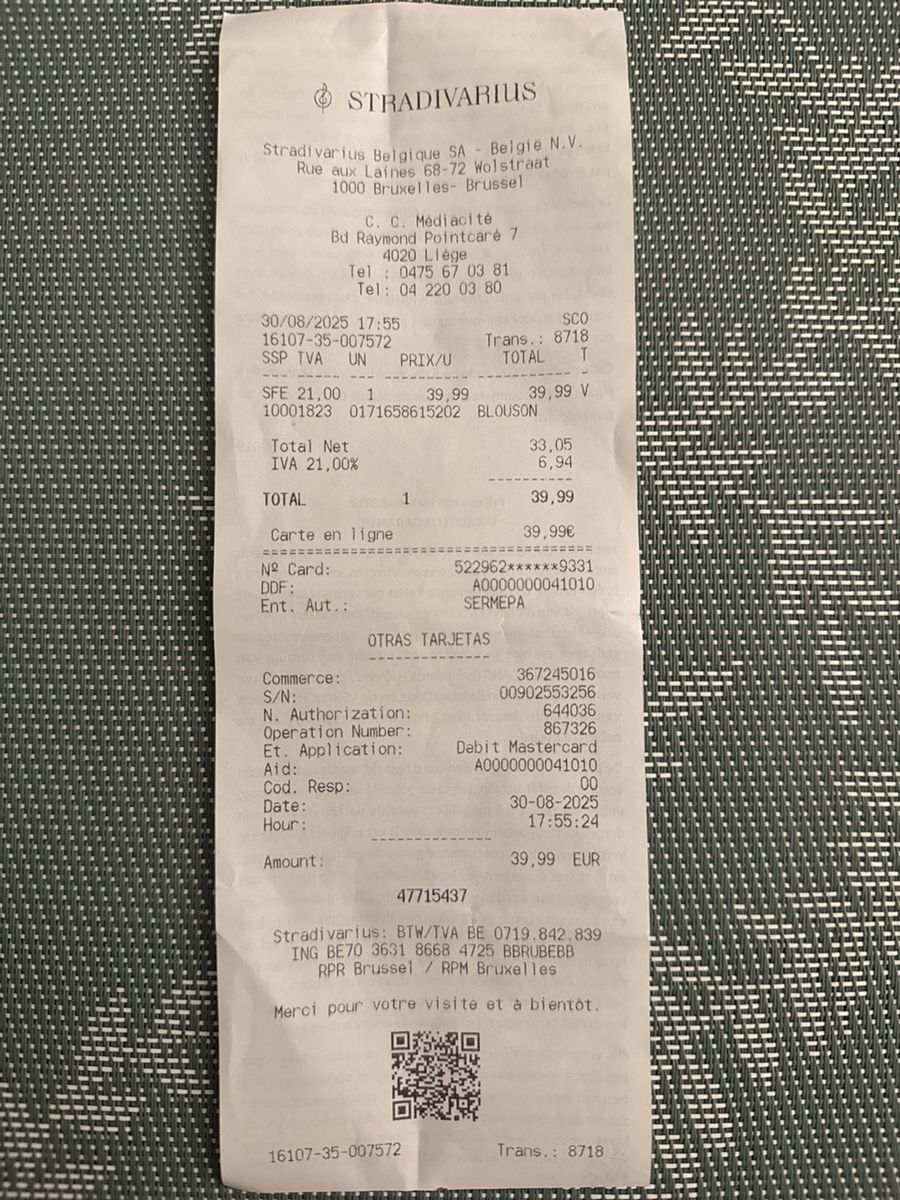 STRADIVARIUS
Stradivarius Belgique SA - België N.V.
Rue aux Laines 68-72 Wolstraat
1000 Bruxelles- Brussel
C. C. Médiacité
Bd Raymond Pointcaré 7
4020 Liège
Tel : 0475 67 03 81
Tel: 04 220 03 80
30/08/2025 17:55 SCO
16107-35-007572 Trans.: 8718
SSP TVA UN PRIX/U TOTAL T
--- ----- --- --------- ----------- -
SFE 21,00 1 39,99 39,99 V
10001823 0171658615202 BLOUSON
Total Net 33,05
IVA 21,00% 6,94
----------
TOTAL 1 39,99
Carte en ligne 39,99€
======================================
Nº Card: 522962******9331
DDF: A0000000041010
Ent. Aut.: SERMEPA
OTRAS TARJETAS
--------------
Commerce: 367245016
S/N: 00902553256
N. Authorization: 644036
Operation Number: 867326
Et. Application: Debit Mastercard
Aid: A0000000041010
Cod. Resp: 00
Date: 30-08-2025
Hour: 17:55:24
--------------
Amount: 39,99 EUR
47715437
Stradivarius: BTW/TVA BE 0719.842.839
ING BE70 3631 8668 4725 BBRUBEBB
RPR Brussel / RPM Bruxelles
Merci pour votre visite et à bientôt.
16107-35-007572 Trans.: 8718